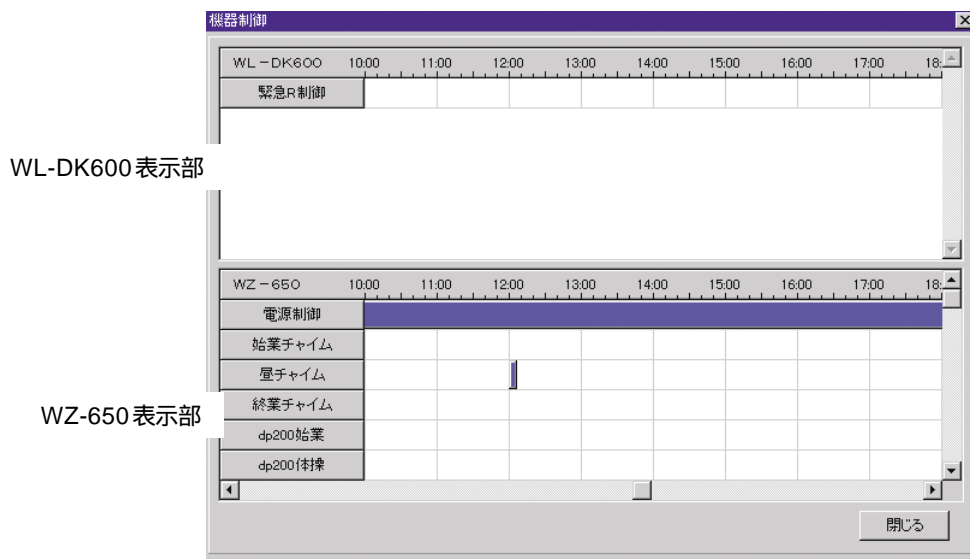 機器制御
WL－DK600 10:00 11:00 12:00 13:00 14:00 15:00 16:00 17:00 18:
緊急R制御
WL-DK600表示部
WZ－650 10:00 11:00 12:00 13:00 14:00 15:00 16:00 17:00 18:
電源制御
始業チャイム
昼チャイム
終業チャイム
WZ-650表示部
dp200始業
dp200体操
閉じる